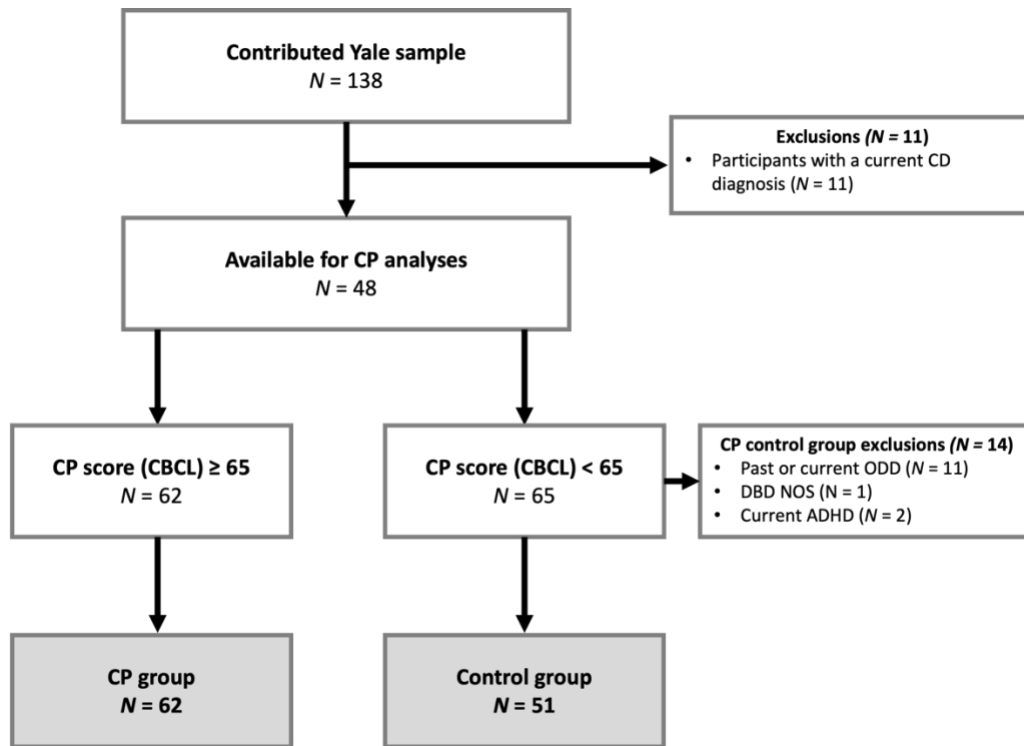 Contributed Yale sample
N = 138
Exclusions (N = 11)
• Participants with a current CD
diagnosis (N = 11)
Available for CP analyses
N = 48
CP score (CBCL) ≥ 65
N = 62
CP score (CBCL) < 65
N = 65
CP control group exclusions (N = 14)
• Past or current ODD (N = 11)
• DBD NOS (N = 1)
• Current ADHD (N = 2)
CP group
N = 62
Control group
N = 51